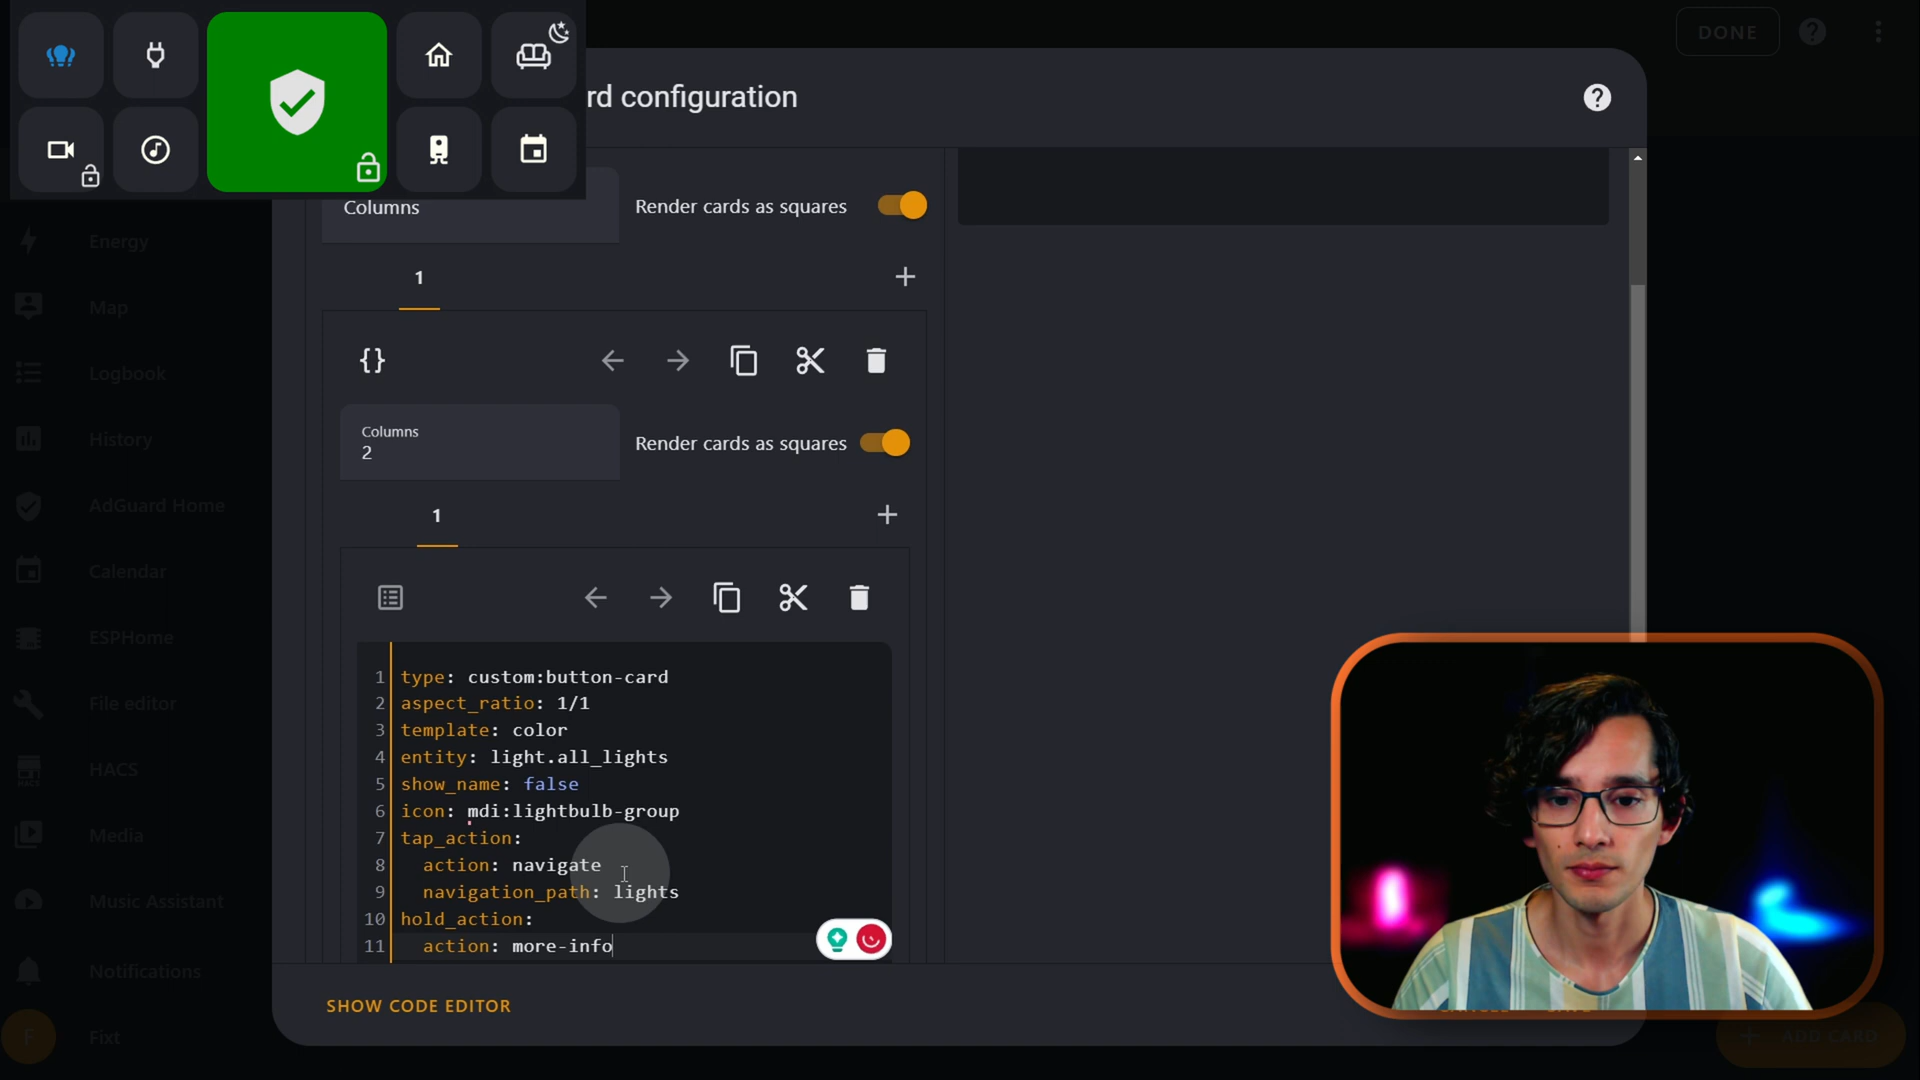 DONE
rd configuration
Columns
Render cards as squares
Energy
1
Map
Logbook
Columns
2
Render cards as squares
History
AdGuard Home
1
Calendar
ESPHome
File editor
HACS
Media
Music Assistant
Notifications
F
Fixt
1 type: custom:button-card
2 aspect_ratio: 1/1
3 template: color
4 entity: light.all_lights
5 show_name: false
6 icon: mdi:lightbulb-group
7 tap_action:
8 action: navigate
9 navigation_path: lights
10 hold_action:
11 action: more-info
SHOW CODE EDITOR
+ ADD CARD